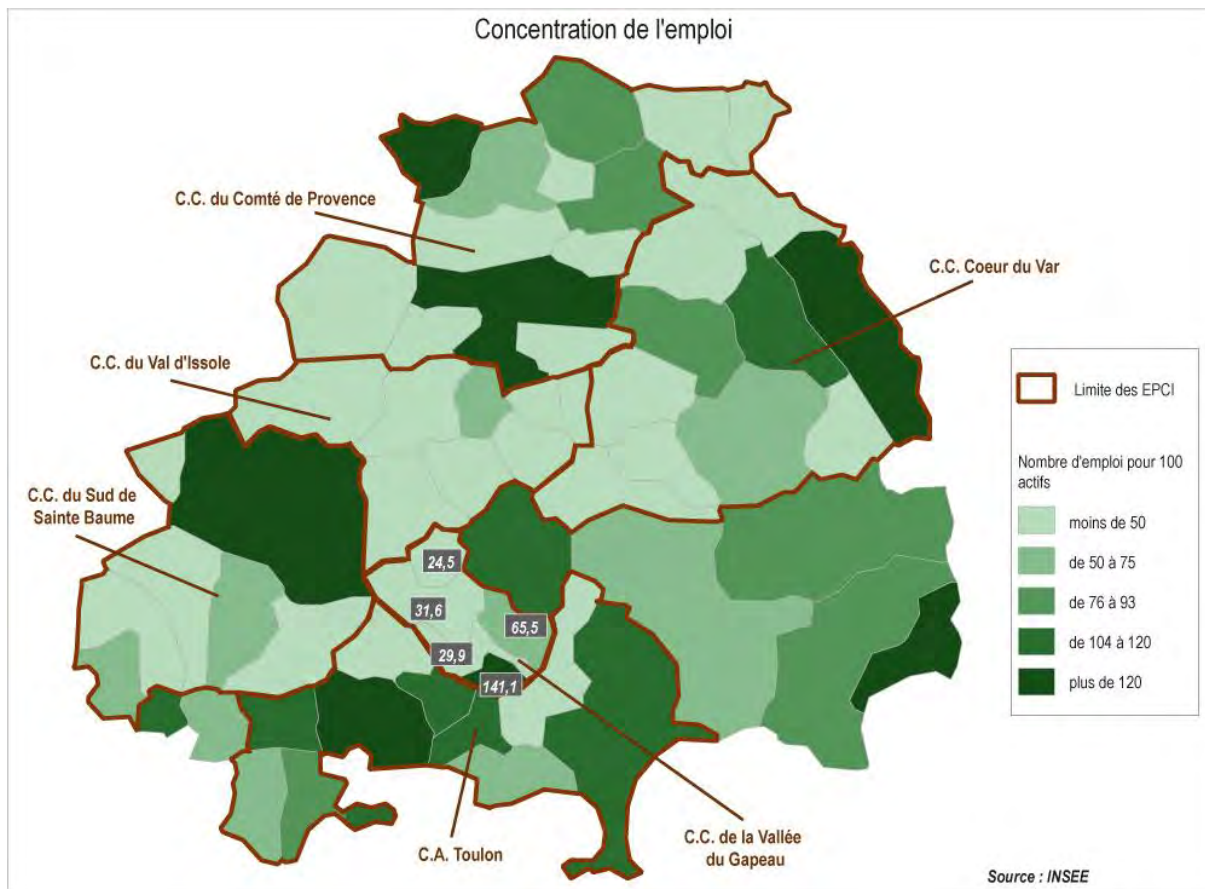 Concentration de l'emploi
C.C. du Comté de Provence
C.C. Coeur du Var
C.C. du Val d'Issole
C.C. du Sud de
Sainte Baume
24,5
31,6
65,5
29,9
141,1
C.A. Toulon
C.C. de la Vallée
du Gapeau
Limite des EPCI
Nombre d'emploi pour 100
actifs
moins de 50
de 50 à 75
de 76 à 93
de 104 à 120
plus de 120
Source : INSEE